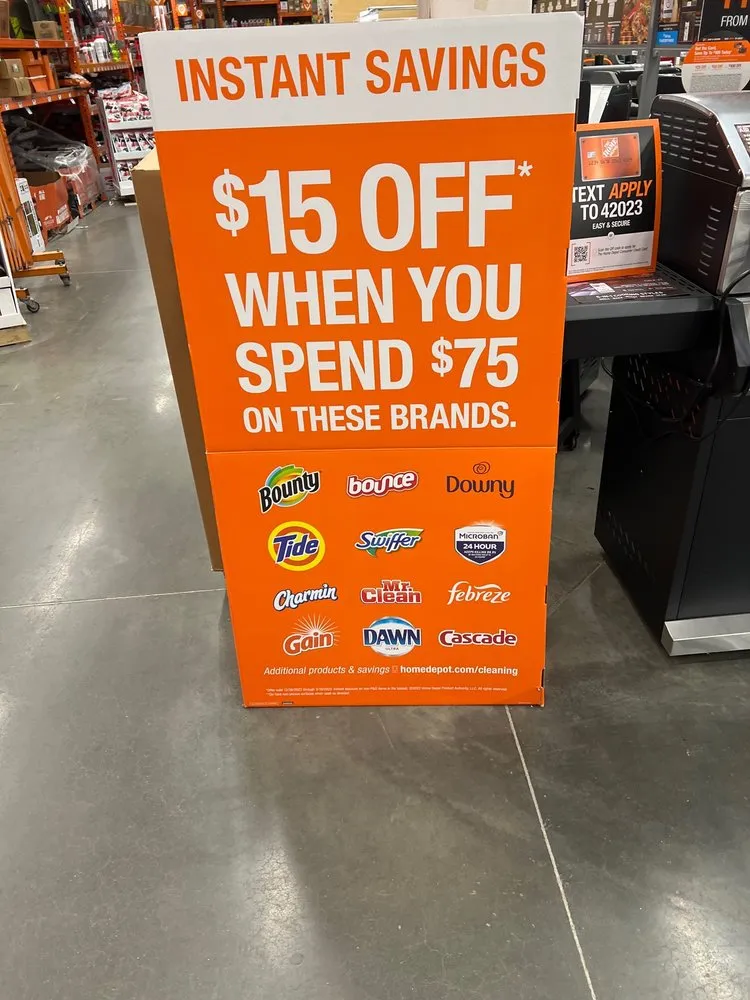 INSTANT SAVINGS
$15 OFF*
WHEN YOU
SPEND $75
ON THESE BRANDS.
Bounty bounce Downy
Tide Swiffer MICROBAN
24 HOUR
Charmin Mr. Clean febreze
Gain DAWN Cascade
ULTRA
Additional products & savings homedepot.com/cleaning
TEXT APPLY
TO 42023
EASY & SECURE
FROM